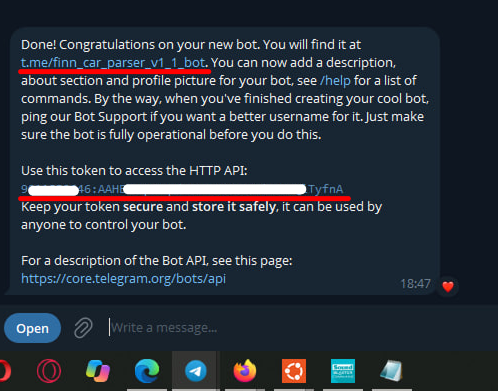 Done! Congratulations on your new bot. You will find it at
t.me/finn_car_parser_v1_1_bot. You can now add a description,
about section and profile picture for your bot, see /help for a list of
commands. By the way, when you've finished creating your cool bot,
ping our Bot Support if you want a better username for it. Just make
sure the bot is fully operational before you do this.
Use this token to access the HTTP API:
Keep your token secure and store it safely, it can be used by
anyone to control your bot.
For a description of the Bot API, see this page:
https://core.telegram.org/bots/api
18:47
Open
Write a message...